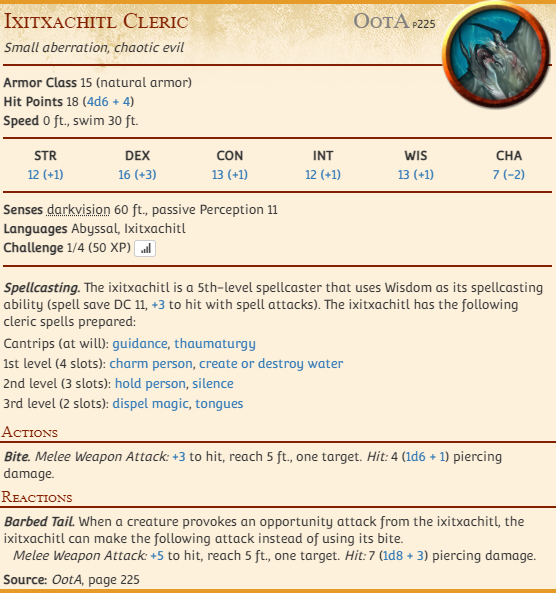 Ixitxachitl Cleric OotA p225
Small aberration, chaotic evil
Armor Class 15 (natural armor)
Hit Points 18 (4d6 + 4)
Speed 0 ft., swim 30 ft.
STR DEX CON INT WIS CHA
12 (+1) 16 (+3) 13 (+1) 12 (+1) 13 (+1) 7 (−2)
Senses darkvision 60 ft., passive Perception 11
Languages Abyssal, Ixitxachitl
Challenge 1/4 (50 XP)
Spellcasting. The ixitxachitl is a 5th-level spellcaster that uses Wisdom as its spellcasting
ability (spell save DC 11, +3 to hit with spell attacks). The ixitxachitl has the following
cleric spells prepared:
Cantrips (at will): guidance, thaumaturgy
1st level (4 slots): charm person, create or destroy water
2nd level (3 slots): hold person, silence
3rd level (2 slots): dispel magic, tongues
Actions
Bite. Melee Weapon Attack: +3 to hit, reach 5 ft., one target. Hit: 4 (1d6 + 1) piercing
damage.
Reactions
Barbed Tail. When a creature provokes an opportunity attack from the ixitxachitl, the
ixitxachitl can make the following attack instead of using its bite.
Melee Weapon Attack: +5 to hit, reach 5 ft., one target. Hit: 7 (1d8 + 3) piercing damage.
Source: OotA, page 225